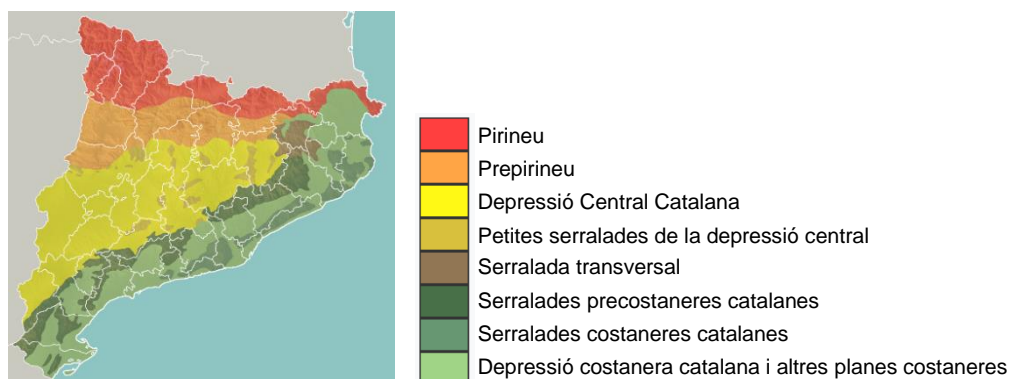 Pirineu
Prepirineu
Depressió Central Catalana
Petites serralades de la depressió central
Serralada transversal
Serralades precostaneres catalanes
Serralades costaneres catalanes
Depressió costanera catalana i altres planes costaneres